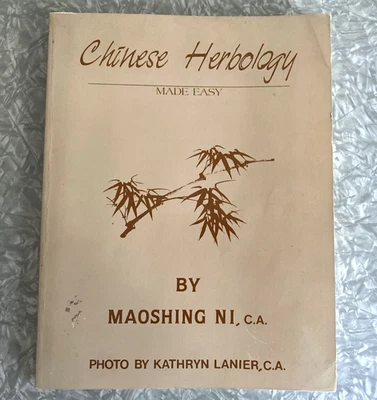 Chinese Herbology
MADE EASY
BY
MAOSHING NI, C.A.
PHOTO BY KATHRYN LANIER, C.A.